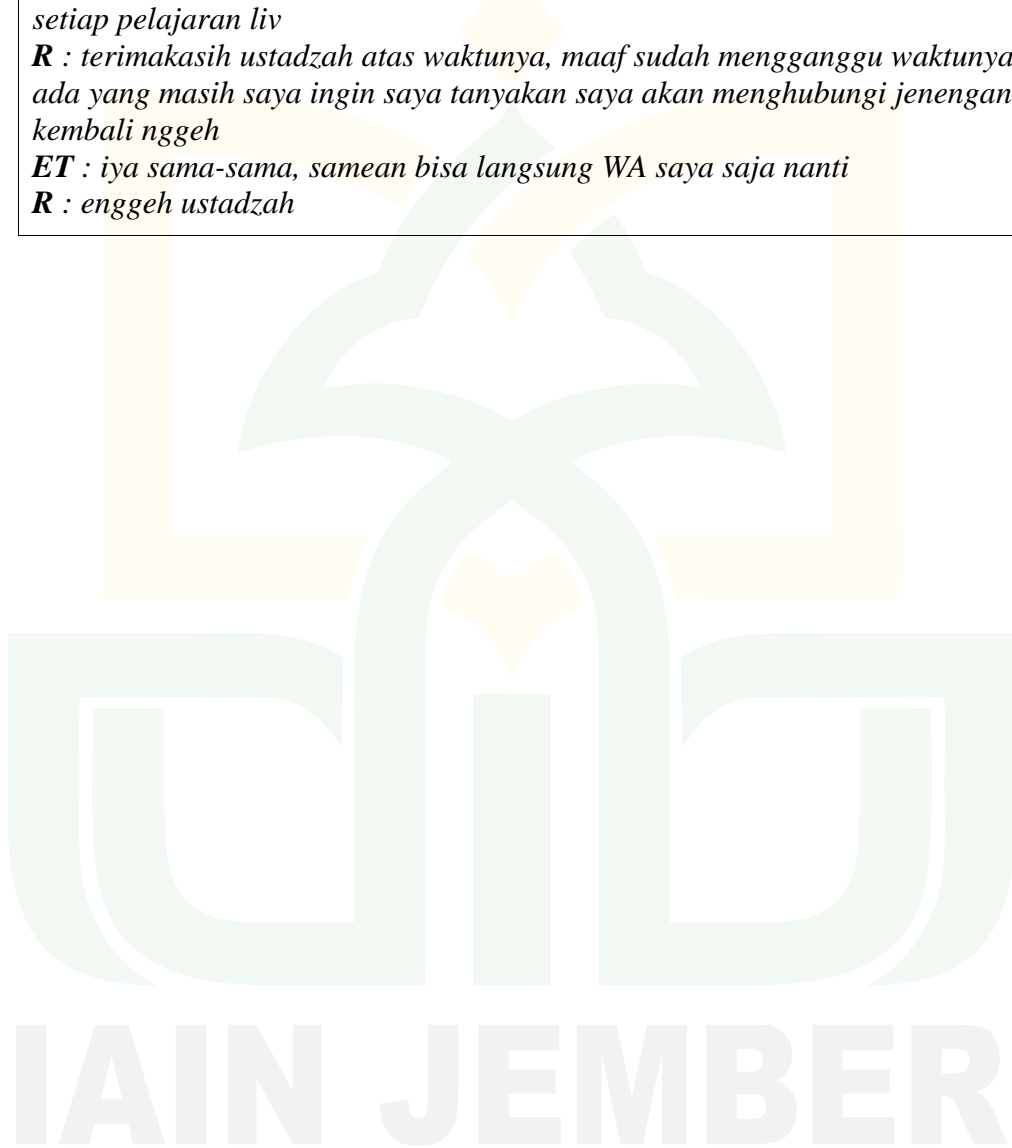 setiap pelajaran liv
R : terimakasih ustadzah atas waktunya, maaf sudah mengganggu waktunya
ada yang masih saya ingin saya tanyakan saya akan menghubungi jenengan
kembali nggeh
ET : iya sama-sama, samean bisa langsung WA saya saja nanti
R : enggeh ustadzah
IAIN JEMBER